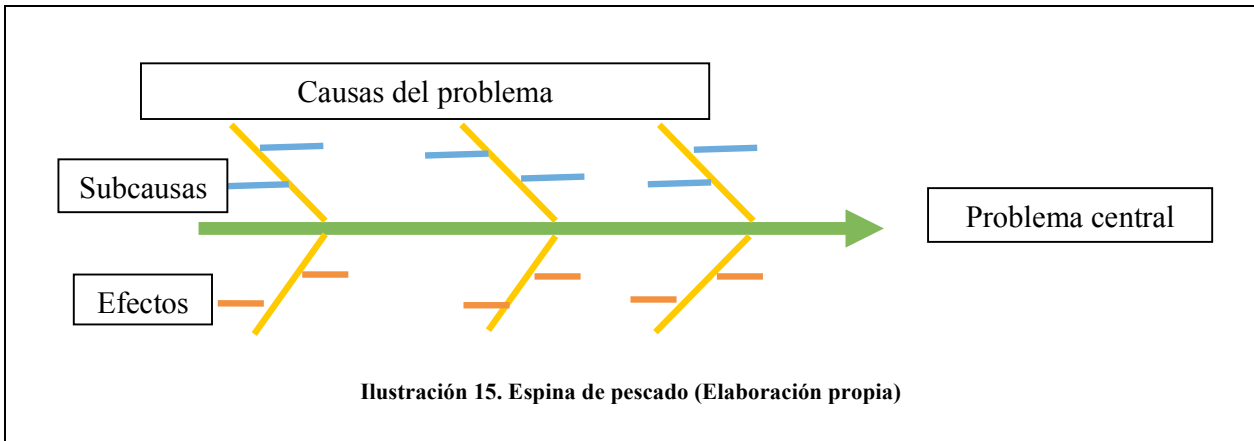 Causas del problema
Subcausas
Problema central
Efectos
Ilustración 15. Espina de pescado (Elaboración propia)